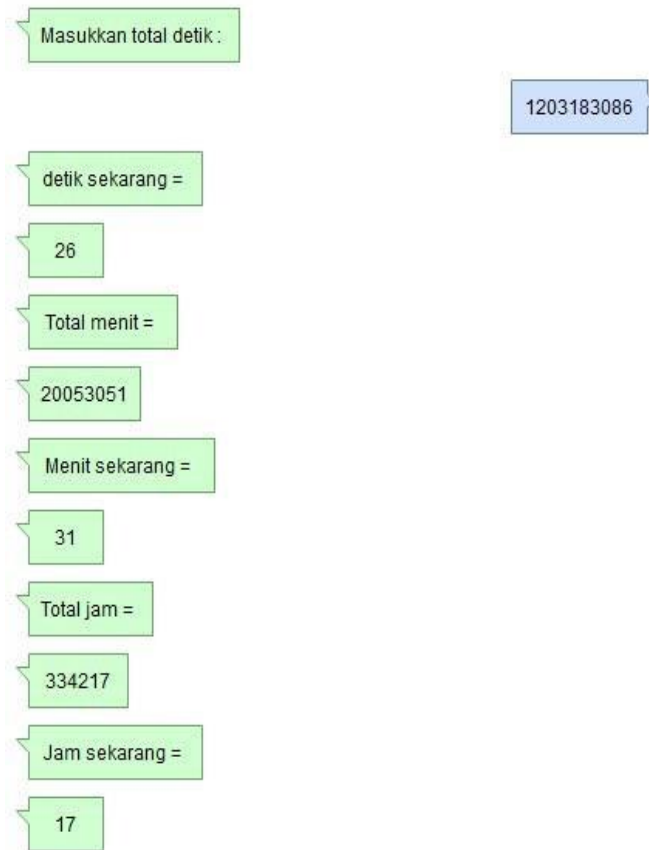 Masukkan total detik :
1203183086
detik sekarang =
26
Total menit =
20053051
Menit sekarang =
31
Total jam =
334217
Jam sekarang =
17